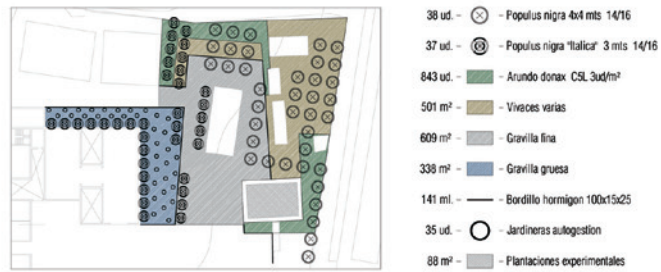 38 ud. - - Populus nigra 4x4 mts 14/16
37 ud. - - Populus nigra "Italica" 3 mts 14/16
843 ud - - Arundo donax C5L 3ud/m²
501 m² - - Vivaces varias
609 m² - - Gravilla fina
338 m² - - Gravilla gruesa
141 ml. - - Bordillo hormigon 100x15x25
35 ud. - - Jardineras autogestion
88 m² - - Plantaciones experimentales